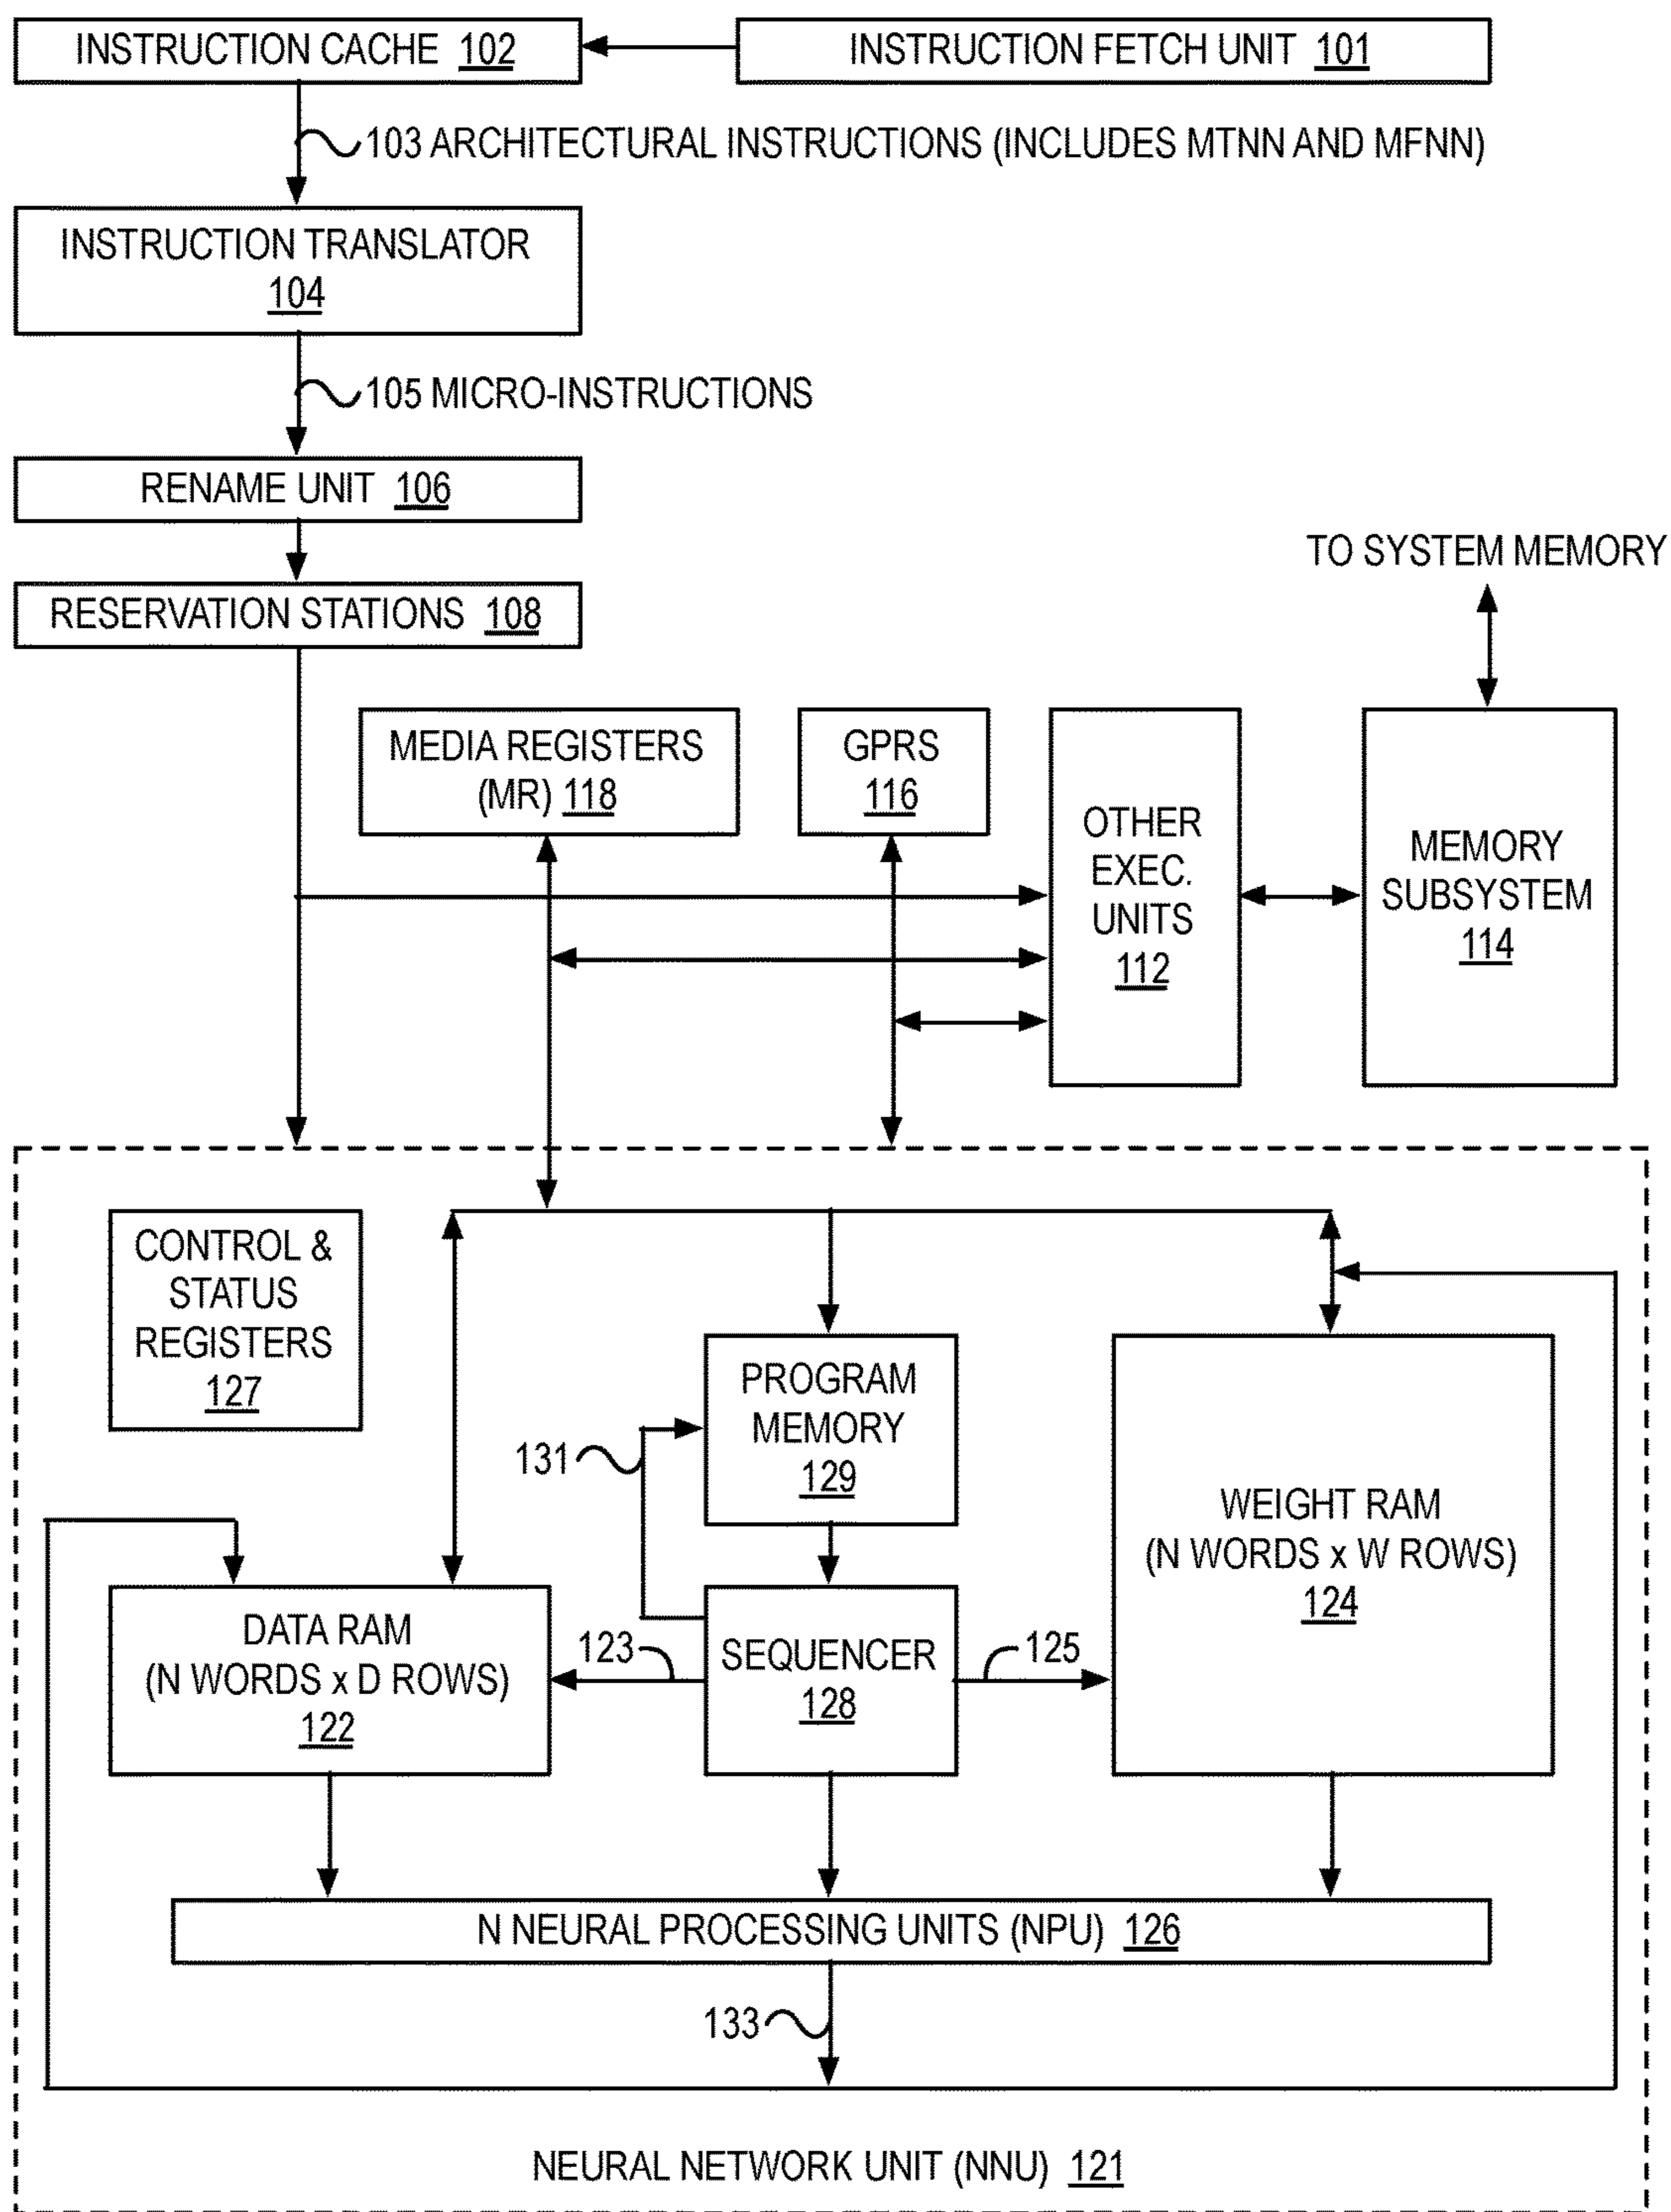 INSTRUCTION CACHE 102
INSTRUCTION FETCH UNIT 101
103 ARCHITECTURAL INSTRUCTIONS (INCLUDES MTNN AND MFNN)
INSTRUCTION TRANSLATOR
104
105 MICRO-INSTRUCTIONS
RENAME UNIT 106
TO SYSTEM MEMORY
RESERVATION STATIONS 108
MEDIA REGISTERS
(MR) 118
GPRS
116
OTHER
EXEC.
UNITS
112
MEMORY
SUBSYSTEM
114
CONTROL &
STATUS
REGISTERS
127
PROGRAM
MEMORY
129
131
WEIGHT RAM
(N WORDS x W ROWS)
124
DATA RAM
(N WORDS x D ROWS)
122
123
SEQUENCER
128
125
N NEURAL PROCESSING UNITS (NPU) 126
133
NEURAL NETWORK UNIT (NNU) 121